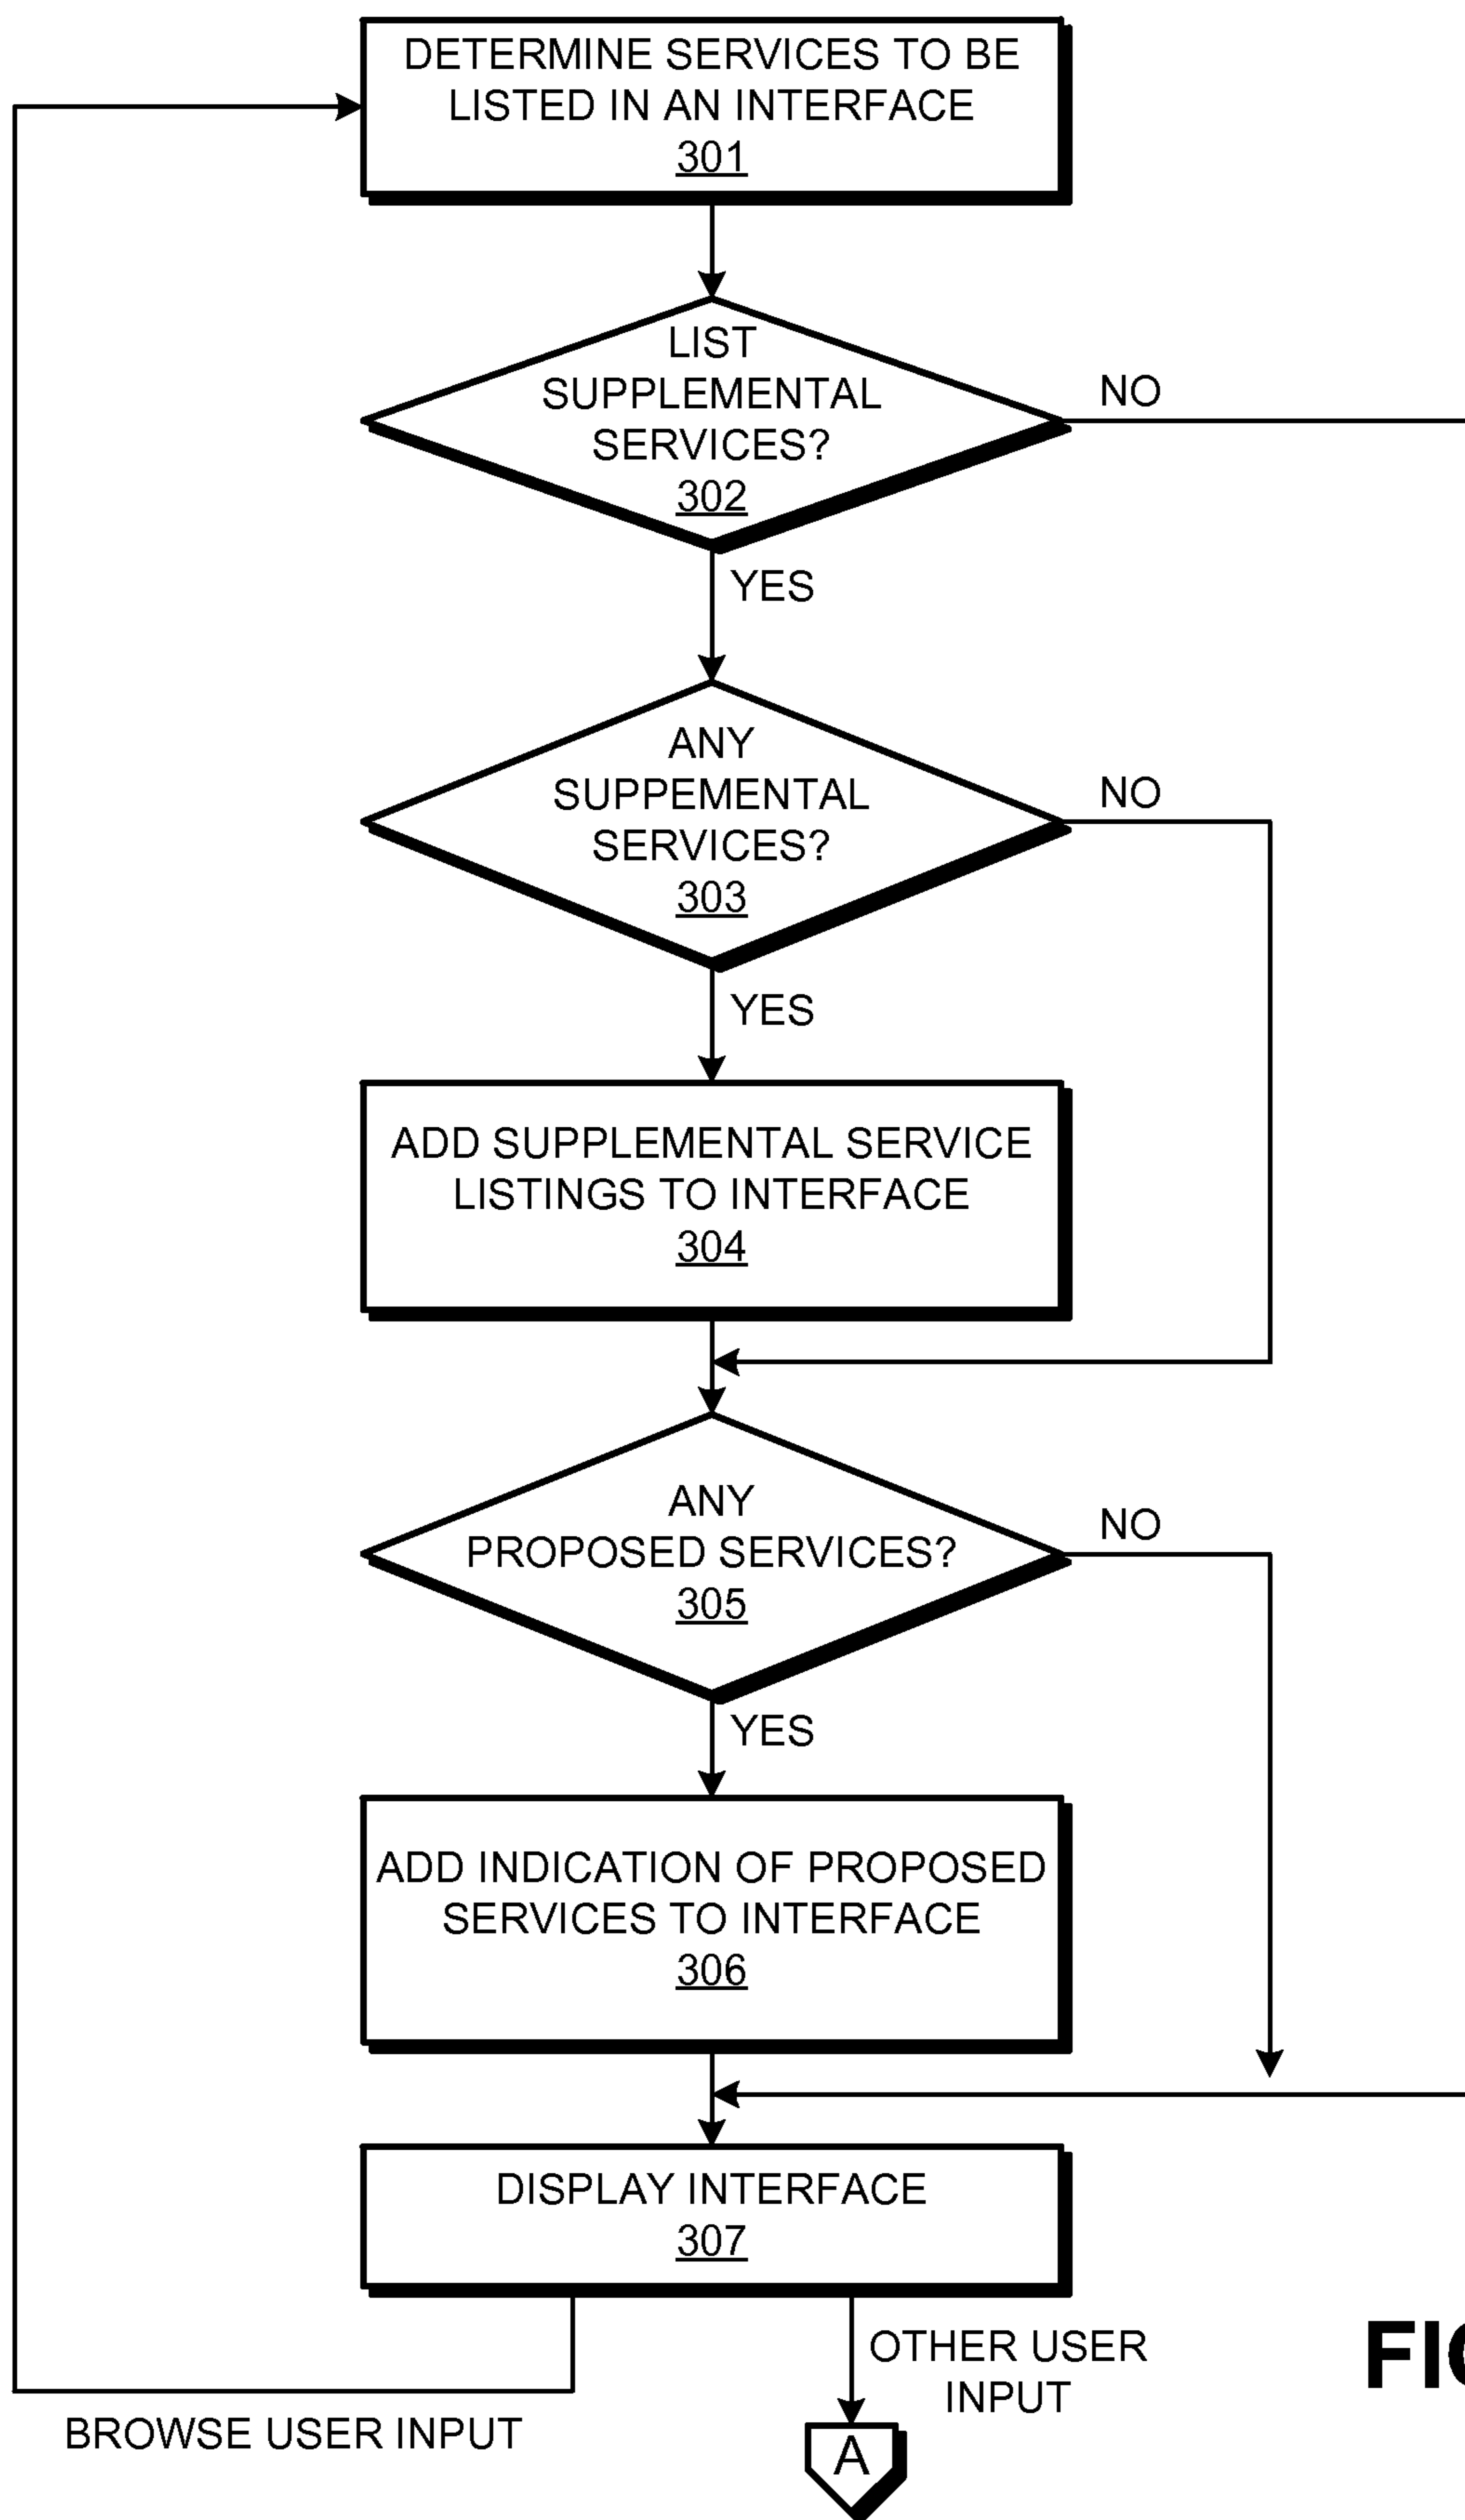 DETERMINE SERVICES TO BE
LISTED IN AN INTERFACE
301
LIST
SUPPLEMENTAL
SERVICES?
302
NO
YES
ANY
SUPPEMENTAL
SERVICES?
303
NO
YES
ADD SUPPLEMENTAL SERVICE
LISTINGS TO INTERFACE
304
ANY
PROPOSED SERVICES?
305
NO
YES
ADD INDICATION OF PROPOSED
SERVICES TO INTERFACE
306
DISPLAY INTERFACE
307
OTHER USER
INPUT
BROWSE USER INPUT
A